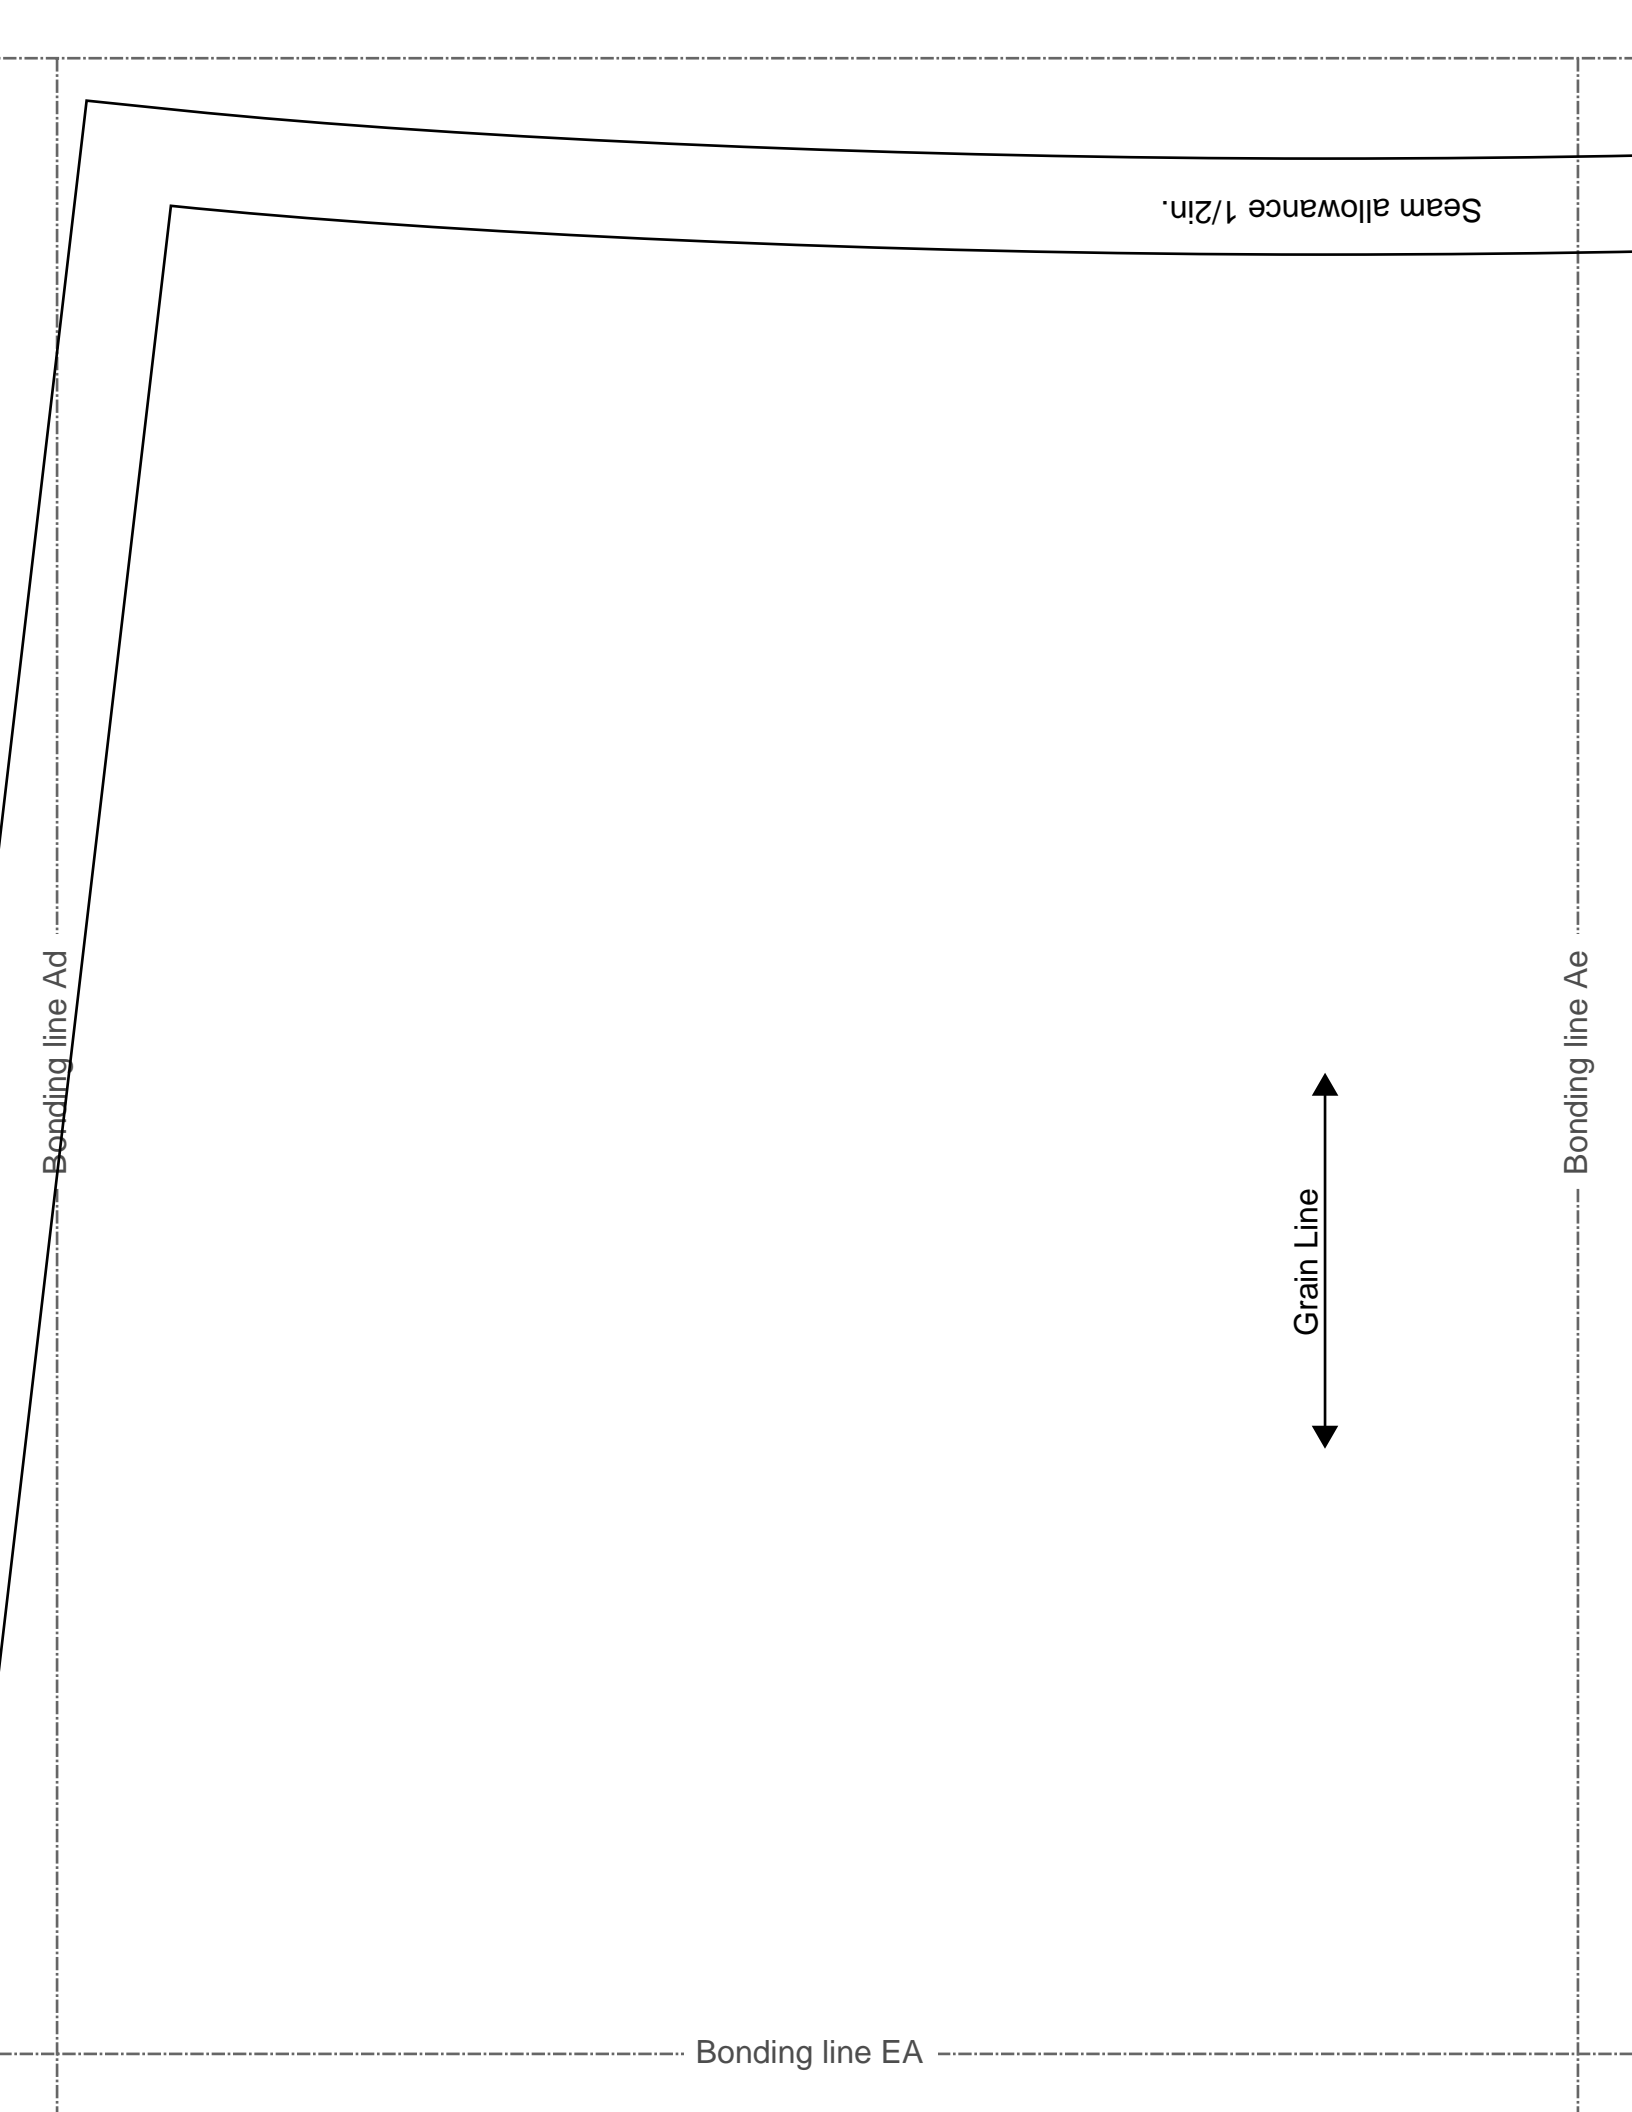 Seam allowance 1/2in.
Bonding line Ad
Bonding line Ae
Grain Line
Bonding line EA